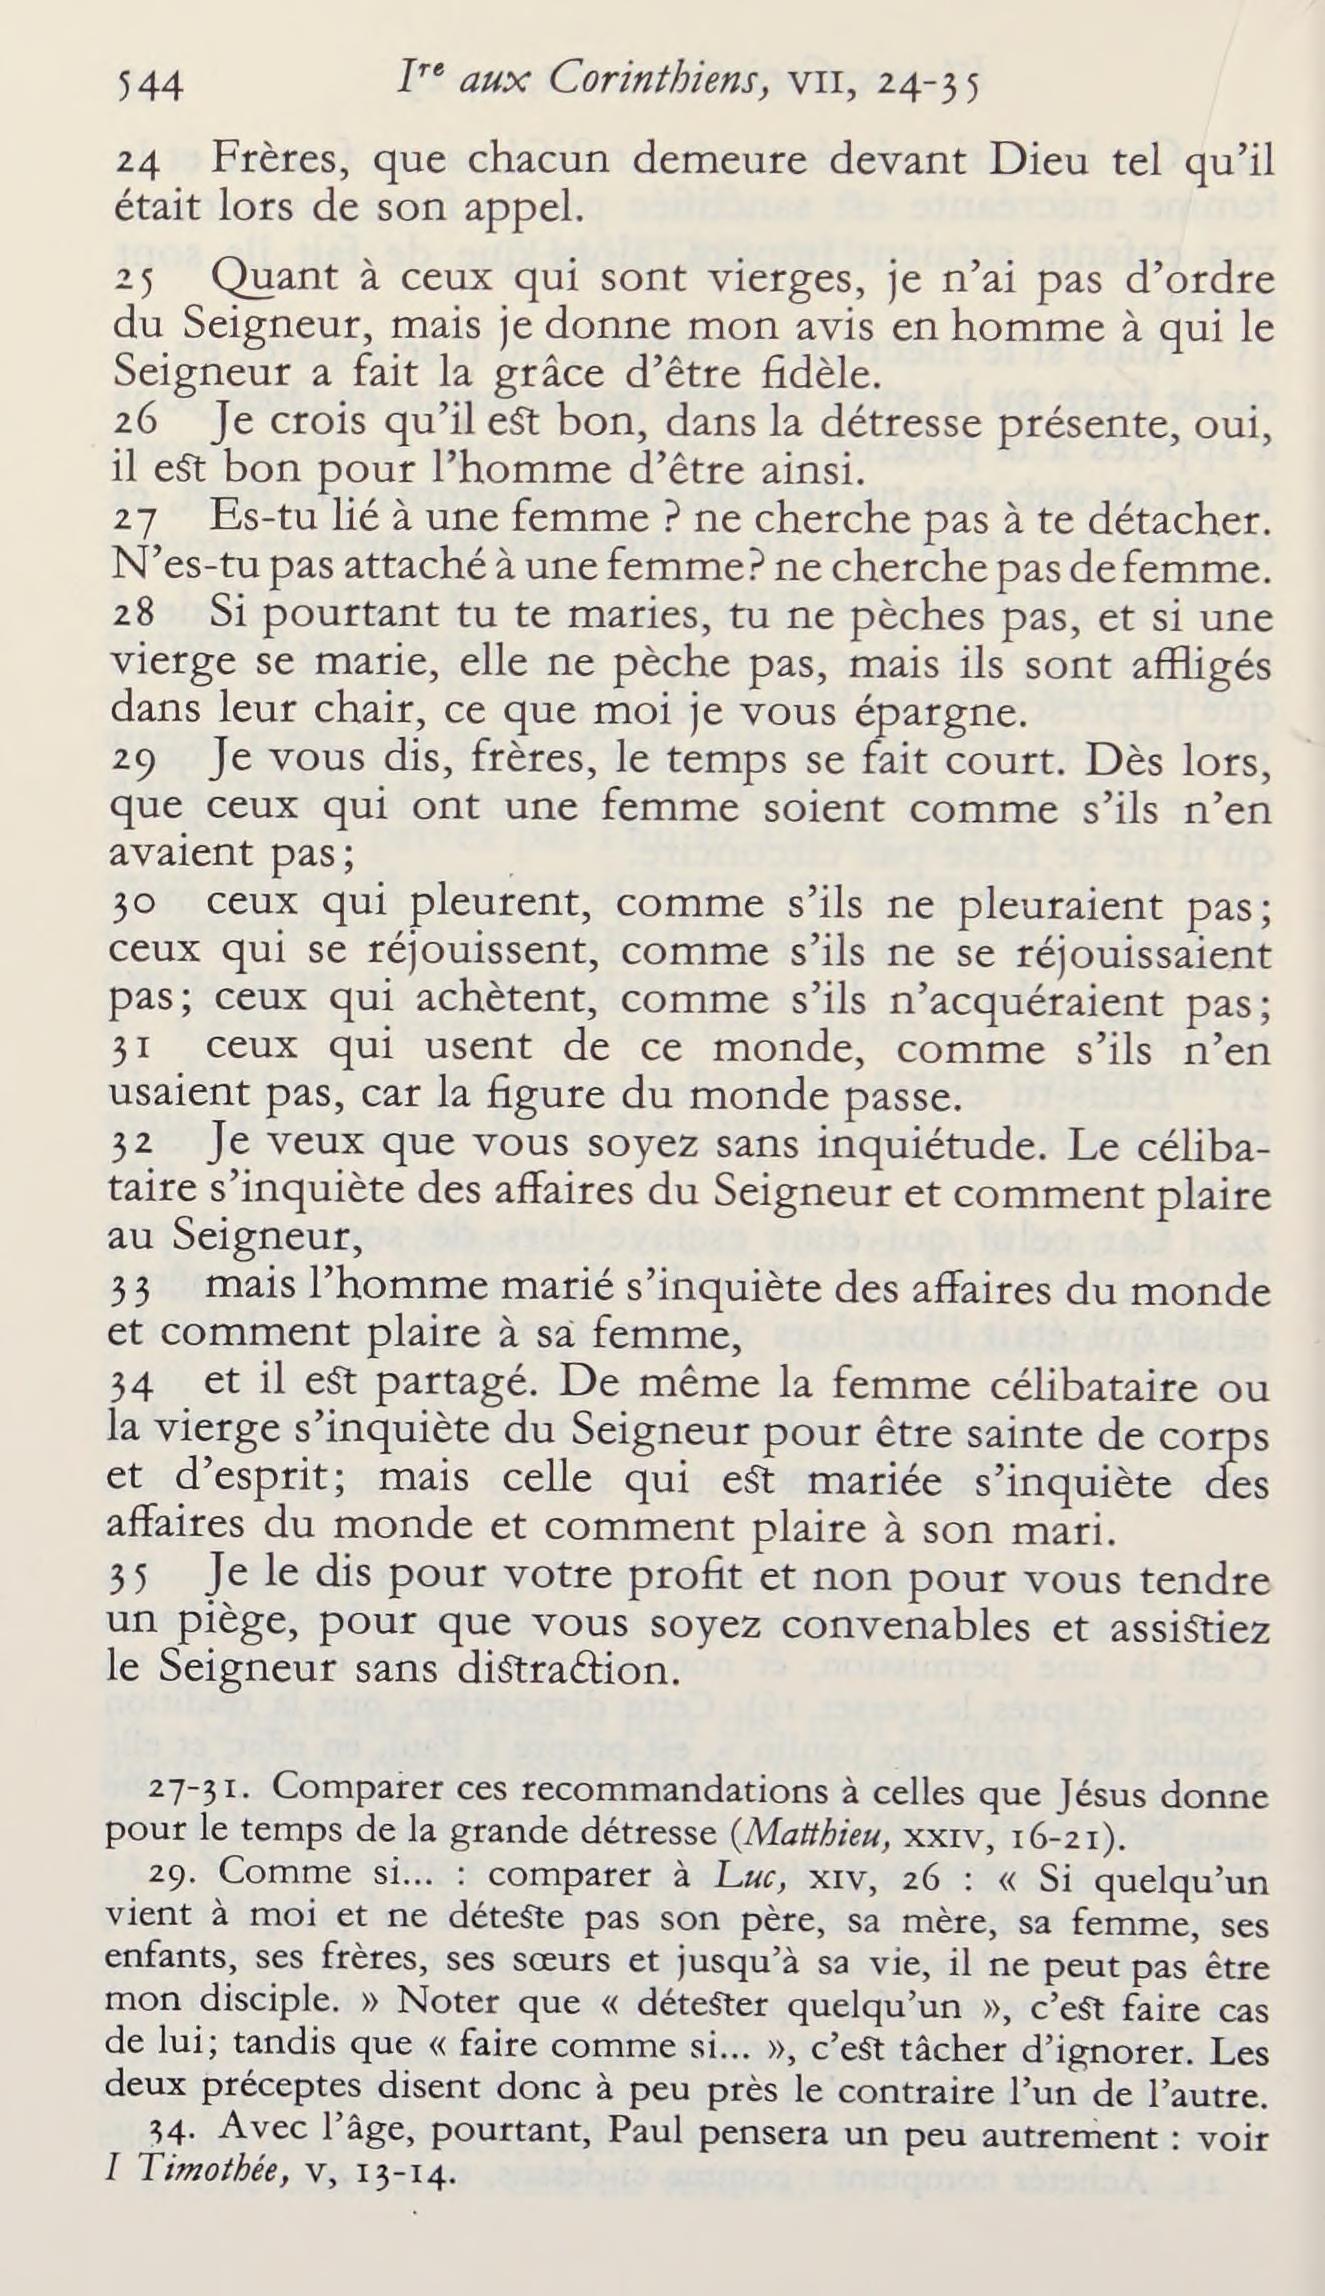 544
Iʳᵉ aux Corinthiens, VII, 24-35
24 Frères, que chacun demeure devant Dieu tel qu’il
était lors de son appel.
25 Quant à ceux qui sont vierges, je n’ai pas d’ordre
du Seigneur, mais je donne mon avis en homme à qui le
Seigneur a fait la grâce d’être fidèle.
26 Je crois qu’il est bon, dans la détresse présente, oui,
il est bon pour l’homme d’être ainsi.
27 Es-tu lié à une femme ? ne cherche pas à te détacher.
N’es-tu pas attaché à une femme? ne cherche pas de femme.
28 Si pourtant tu te maries, tu ne pèches pas, et si une
vierge se marie, elle ne pèche pas, mais ils sont affligés
dans leur chair, ce que moi je vous épargne.
29 Je vous dis, frères, le temps se fait court. Dès lors,
que ceux qui ont une femme soient comme s’ils n’en
avaient pas;
30 ceux qui pleurent, comme s’ils ne pleuraient pas;
ceux qui se réjouissent, comme s’ils ne se réjouissaient
pas; ceux qui achètent, comme s’ils n’acquéraient pas;
31 ceux qui usent de ce monde, comme s’ils n’en
usaient pas, car la figure du monde passe.
32 Je veux que vous soyez sans inquiétude. Le céliba-
taire s’inquiète des affaires du Seigneur et comment plaire
au Seigneur,
33 mais l’homme marié s’inquiète des affaires du monde
et comment plaire à sa femme,
34 et il est partagé. De même la femme célibataire ou
la vierge s’inquiète du Seigneur pour être sainte de corps
et d’esprit; mais celle qui est mariée s’inquiète des
affaires du monde et comment plaire à son mari.
35 Je le dis pour votre profit et non pour vous tendre
un piège, pour que vous soyez convenables et assistiez
le Seigneur sans distraction.
27-31. Comparer ces recommandations à celles que Jésus donne
pour le temps de la grande détresse (Matthieu, XXIV, 16-21).
29. Comme si... : comparer à Luc, XIV, 26 : « Si quelqu’un
vient à moi et ne déteste pas son père, sa mère, sa femme, ses
enfants, ses frères, ses sœurs et jusqu’à sa vie, il ne peut pas être
mon disciple. » Noter que « détester quelqu’un », c’est faire cas
de lui; tandis que « faire comme si... », c’est tâcher d’ignorer. Les
deux préceptes disent donc à peu près le contraire l’un de l’autre.
34. Avec l’âge, pourtant, Paul pensera un peu autrement : voir
I Timothée, V, 13-14.